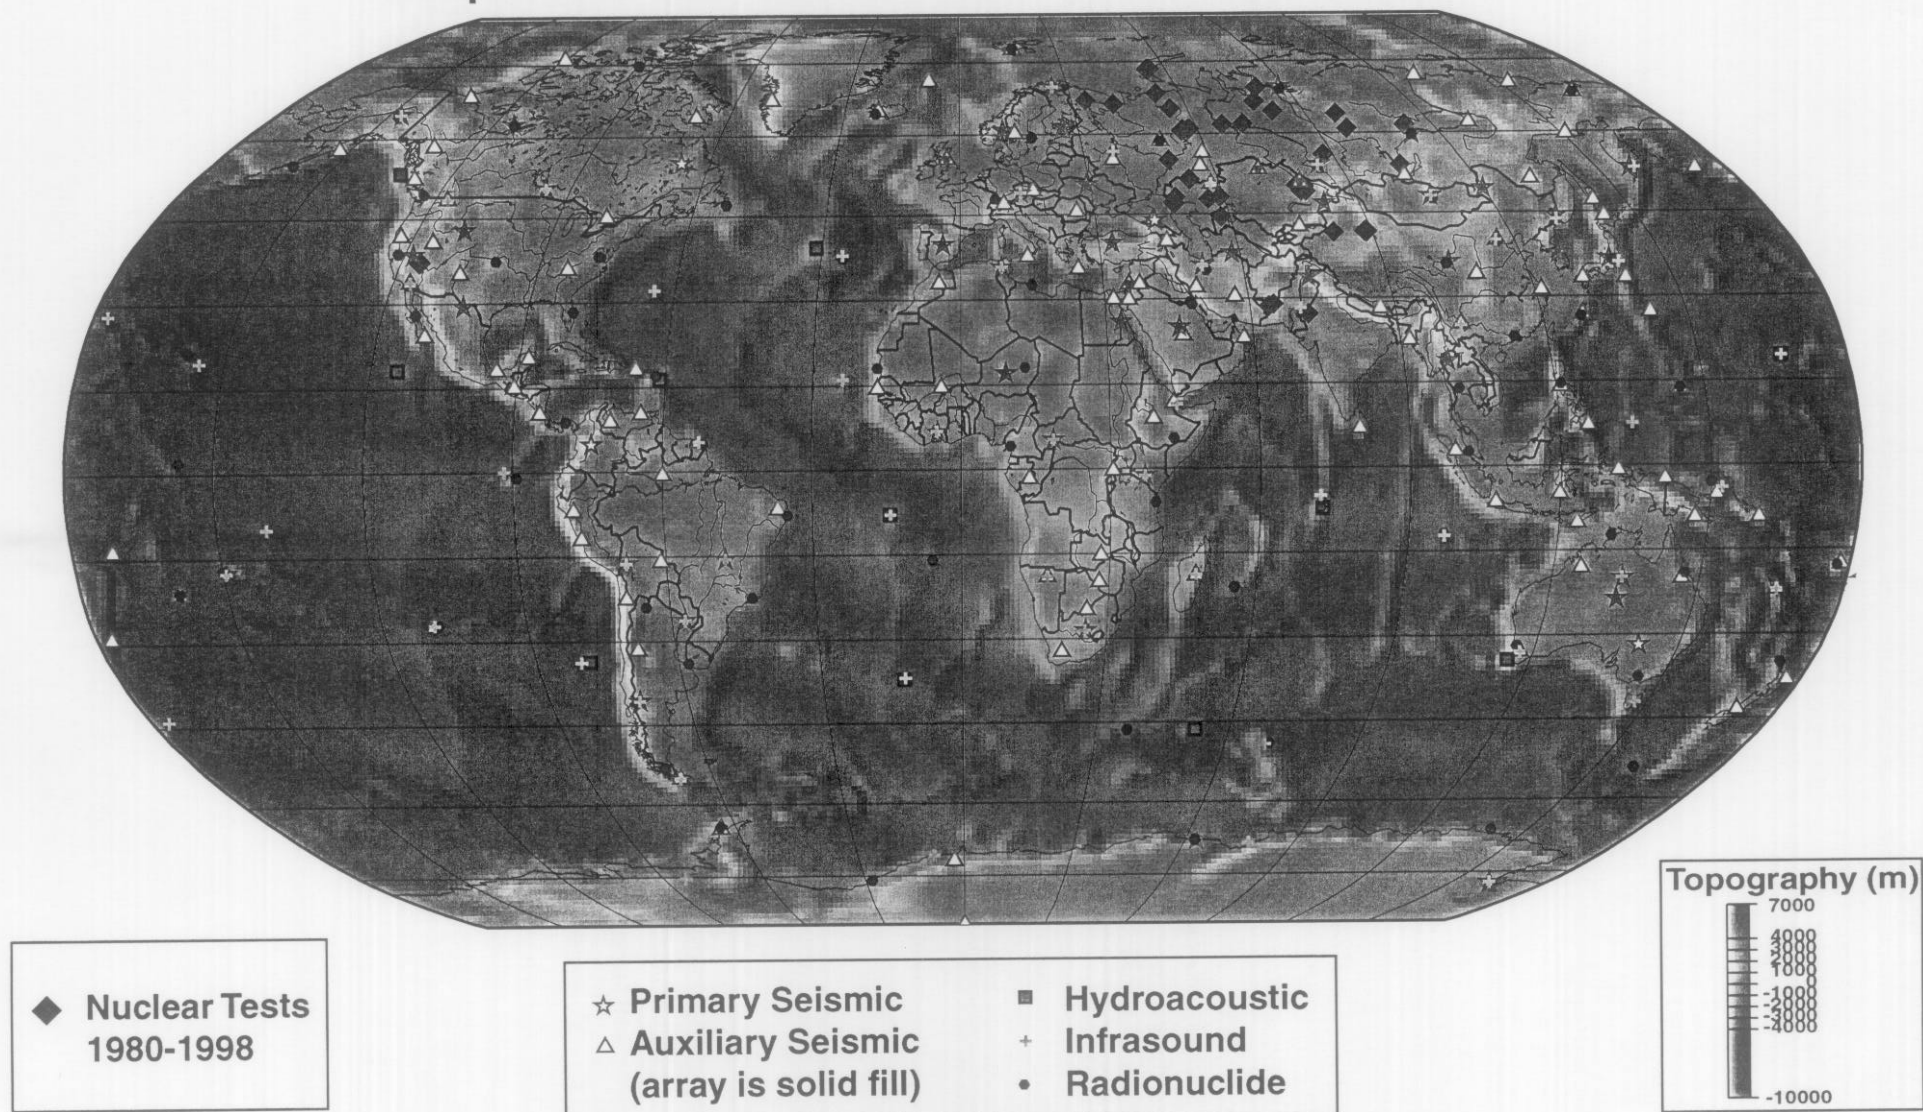 Topography (m)
7000
4000
3000
2000
1000
0
-1000
-2000
-3000
-4000
-10000
Nuclear Tests
1980-1998
Primary Seismic
Auxiliary Seismic
(array is solid fill)
Hydroacoustic
Infrasound
Radionuclide